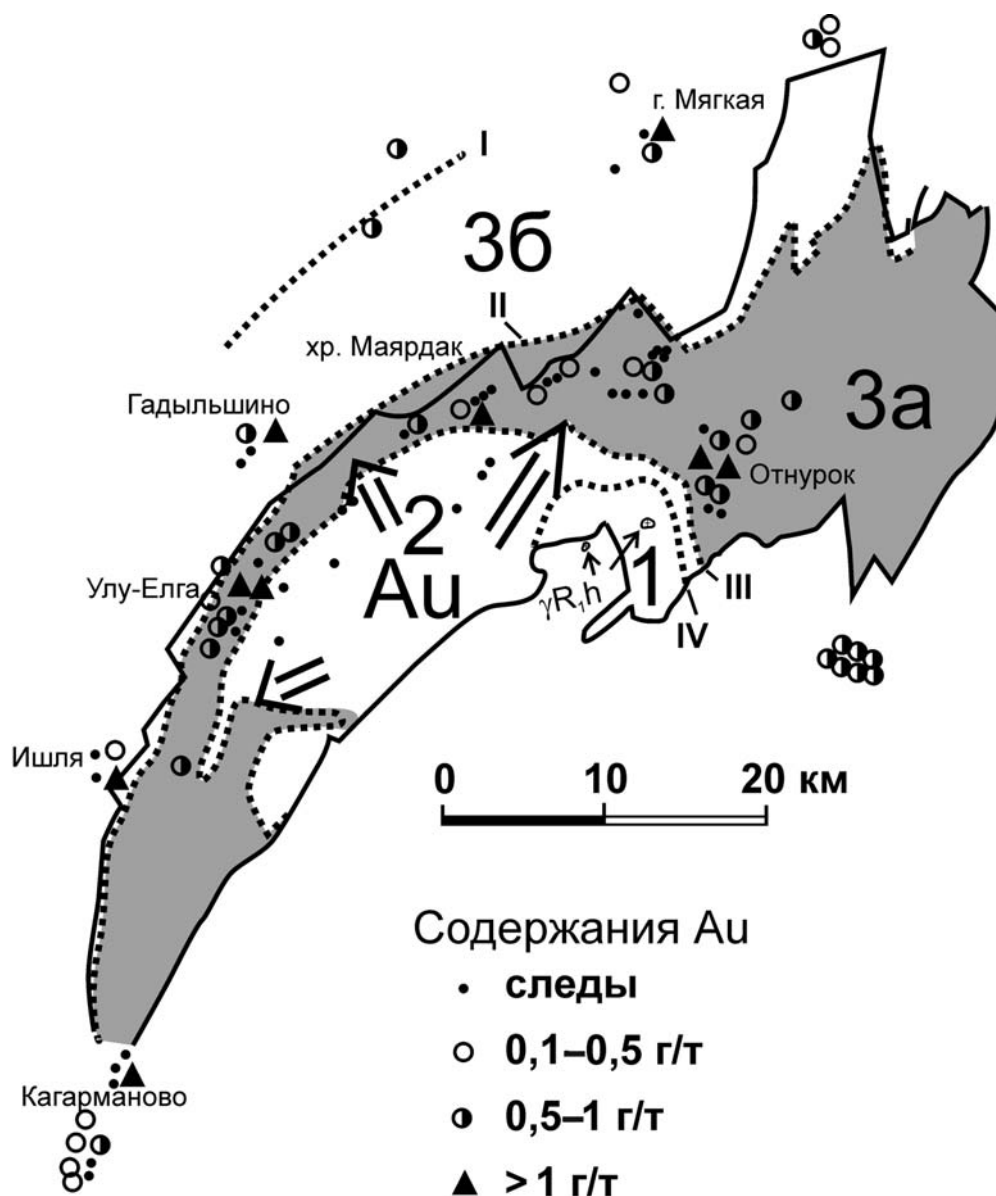 г. Мягкая
I
3б
II
хр. Маярдак
Гадыльшино
3а
Отнурок
2
Au
1
Улу-Елга
γR₁h
III
IV
Ишля
0 10 20 км
Содержания Au
следы
0,1–0,5 г/т
Кагарманово
0,5–1 г/т
> 1 г/т